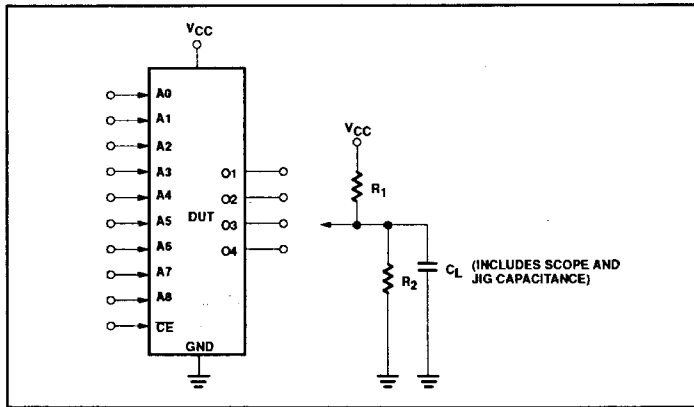 VCC
A0
A1
A2
A3
A4
A5
A6
A7
A8
CE
DUT
O1
O2
O3
O4
GND
VCC
R1
R2
CL (INCLUDES SCOPE AND
JIG CAPACITANCE)